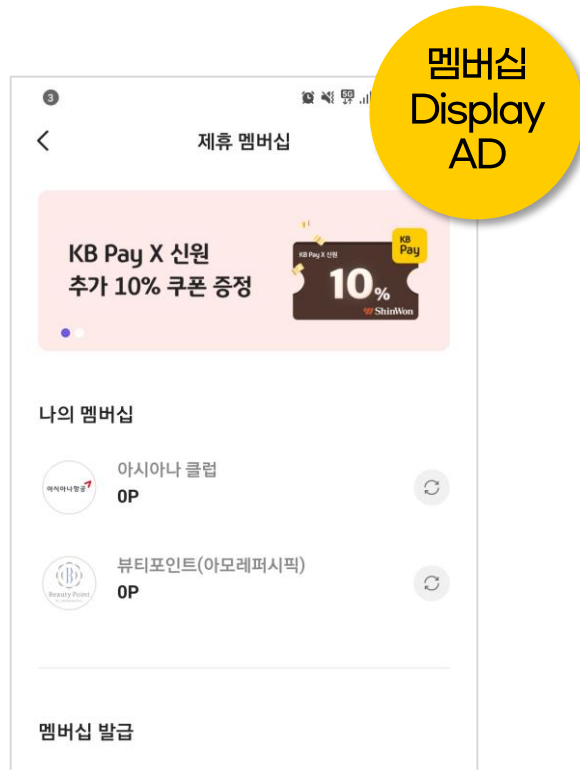 멤버십
Display
AD
3
5G
제휴 멤버십
KB Pay X 신원
추가 10% 쿠폰 증정
KB Pay X 신원
10%
ShinWon
KB
Pay
나의 멤버십
아시아나항공
아시아나 클럽
0P
Beauty Point
뷰티포인트(아모레퍼시픽)
0P
멤버십 발급